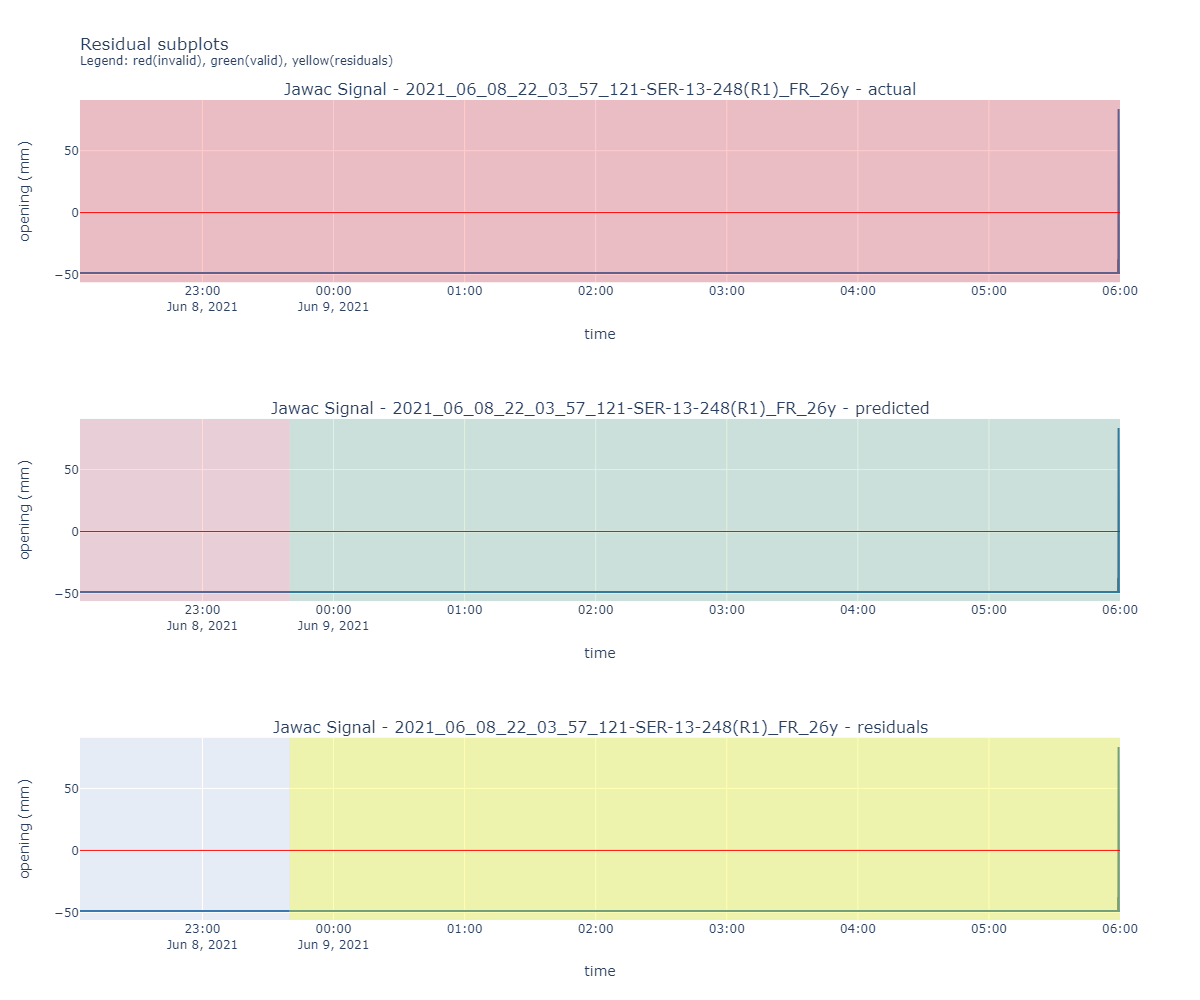 Residual subplots
Legend: red(invalid), green(valid), yellow(residuals)
Jawac Signal - 2021_06_08_22_03_57_121-SER-13-248(R1)_FR_26y - actual
opening (mm)
50
0
−50
23:00 00:00 01:00 02:00 03:00 04:00 05:00 06:00
Jun 8, 2021 Jun 9, 2021
time
Jawac Signal - 2021_06_08_22_03_57_121-SER-13-248(R1)_FR_26y - predicted
opening (mm)
50
0
−50
23:00 00:00 01:00 02:00 03:00 04:00 05:00 06:00
Jun 8, 2021 Jun 9, 2021
time
Jawac Signal - 2021_06_08_22_03_57_121-SER-13-248(R1)_FR_26y - residuals
opening (mm)
50
0
−50
23:00 00:00 01:00 02:00 03:00 04:00 05:00 06:00
Jun 8, 2021 Jun 9, 2021
time